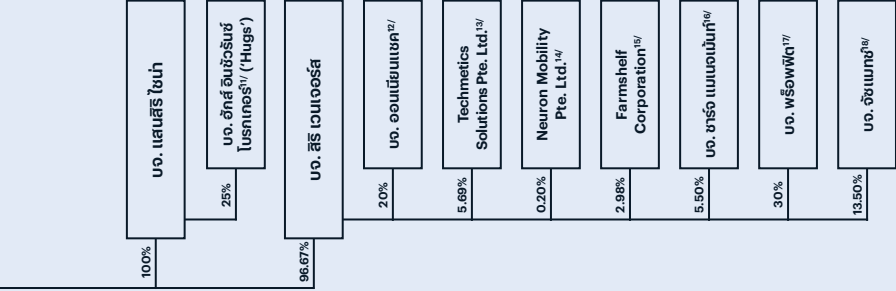 บจ. แสนสิริ ไชน่า
100%
บจ. ฮักส์ อินชัวรันซ์
โบรกเกอร์11/ ('Hugs')
25%
บจ. สิริ เวนเจอร์ส
96.67%
บจ. ออนเนียนแชค12/
20%
Techmetics
Solutions Pte. Ltd.13/
5.69%
Neuron Mobility
Pte. Ltd.14/
0.20%
Farmshelf
Corporation15/
2.98%
บจ. ชาร์จ แมเนจเม้นท์16/
5.50%
บจ. พร็อพฟิต17/
30%
บจ. จัซแมทช์18/
13.50%